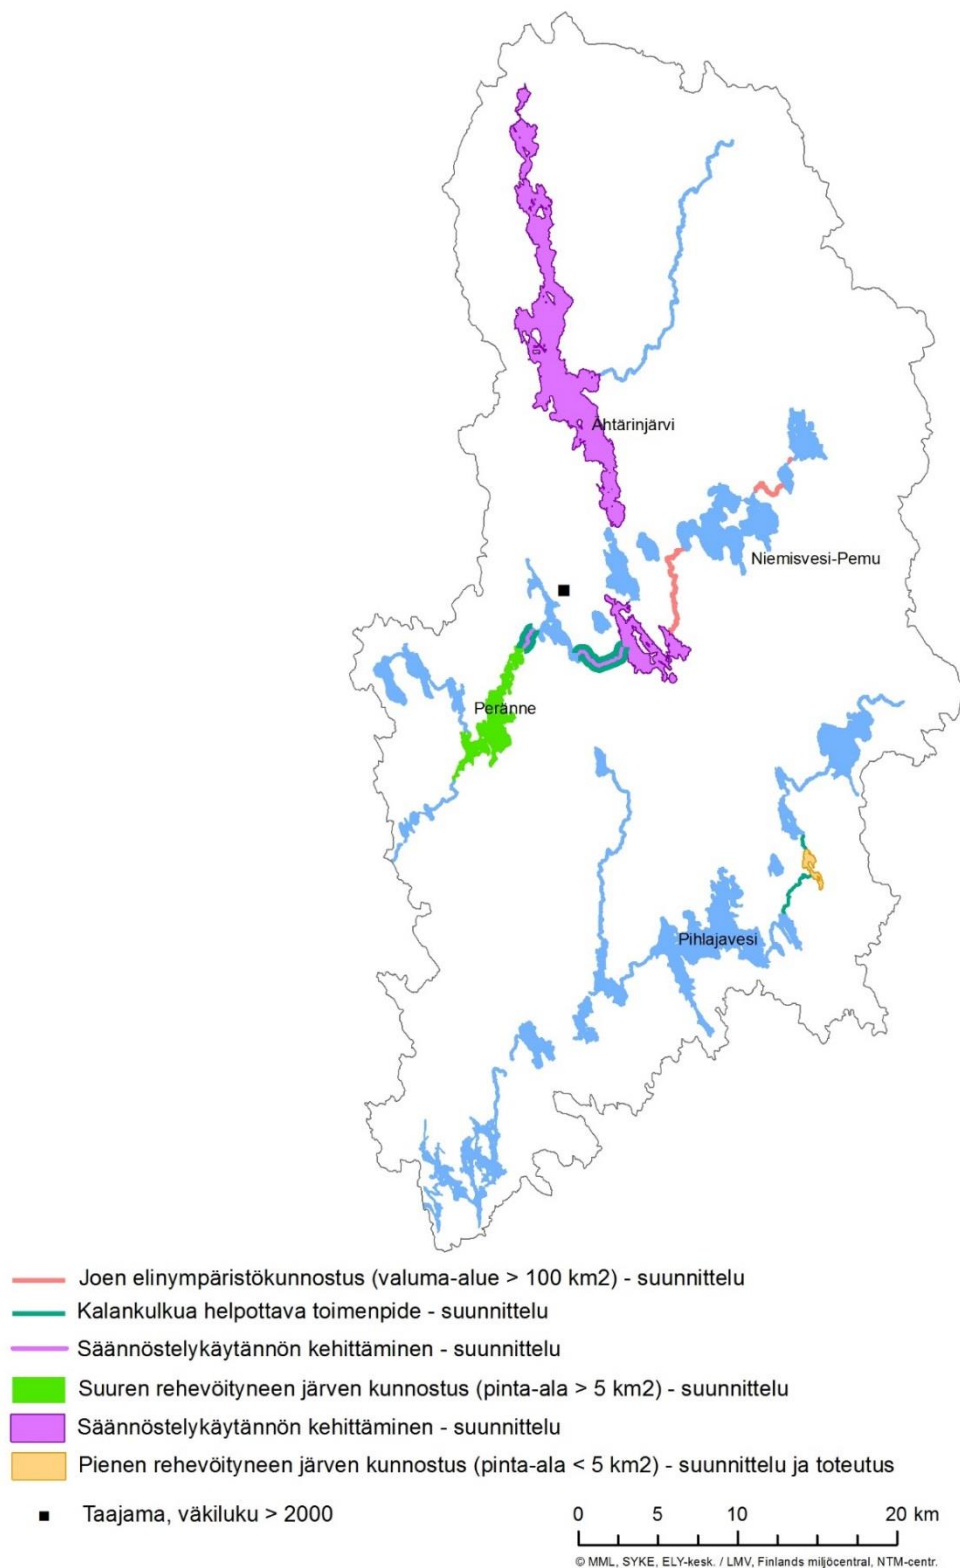 Ähtärinjärvi
Niemisvesi-Pemu
Peränne
Pihlajavesi
Joen elinympäristökunnostus (valuma-alue > 100 km2) - suunnittelu
Kalankulkua helpottava toimenpide - suunnittelu
Säännöstelykäytännön kehittäminen - suunnittelu
Suuren rehevöityneen järven kunnostus (pinta-ala > 5 km2) - suunnittelu
Säännöstelykäytännön kehittäminen - suunnittelu
Pienen rehevöityneen järven kunnostus (pinta-ala < 5 km2) - suunnittelu ja toteutus
Taajama, väkiluku > 2000
0 5 10 20 km
© MML, SYKE, ELY-kesk. / LMV, Finlands miljöcentral, NTM-centr.